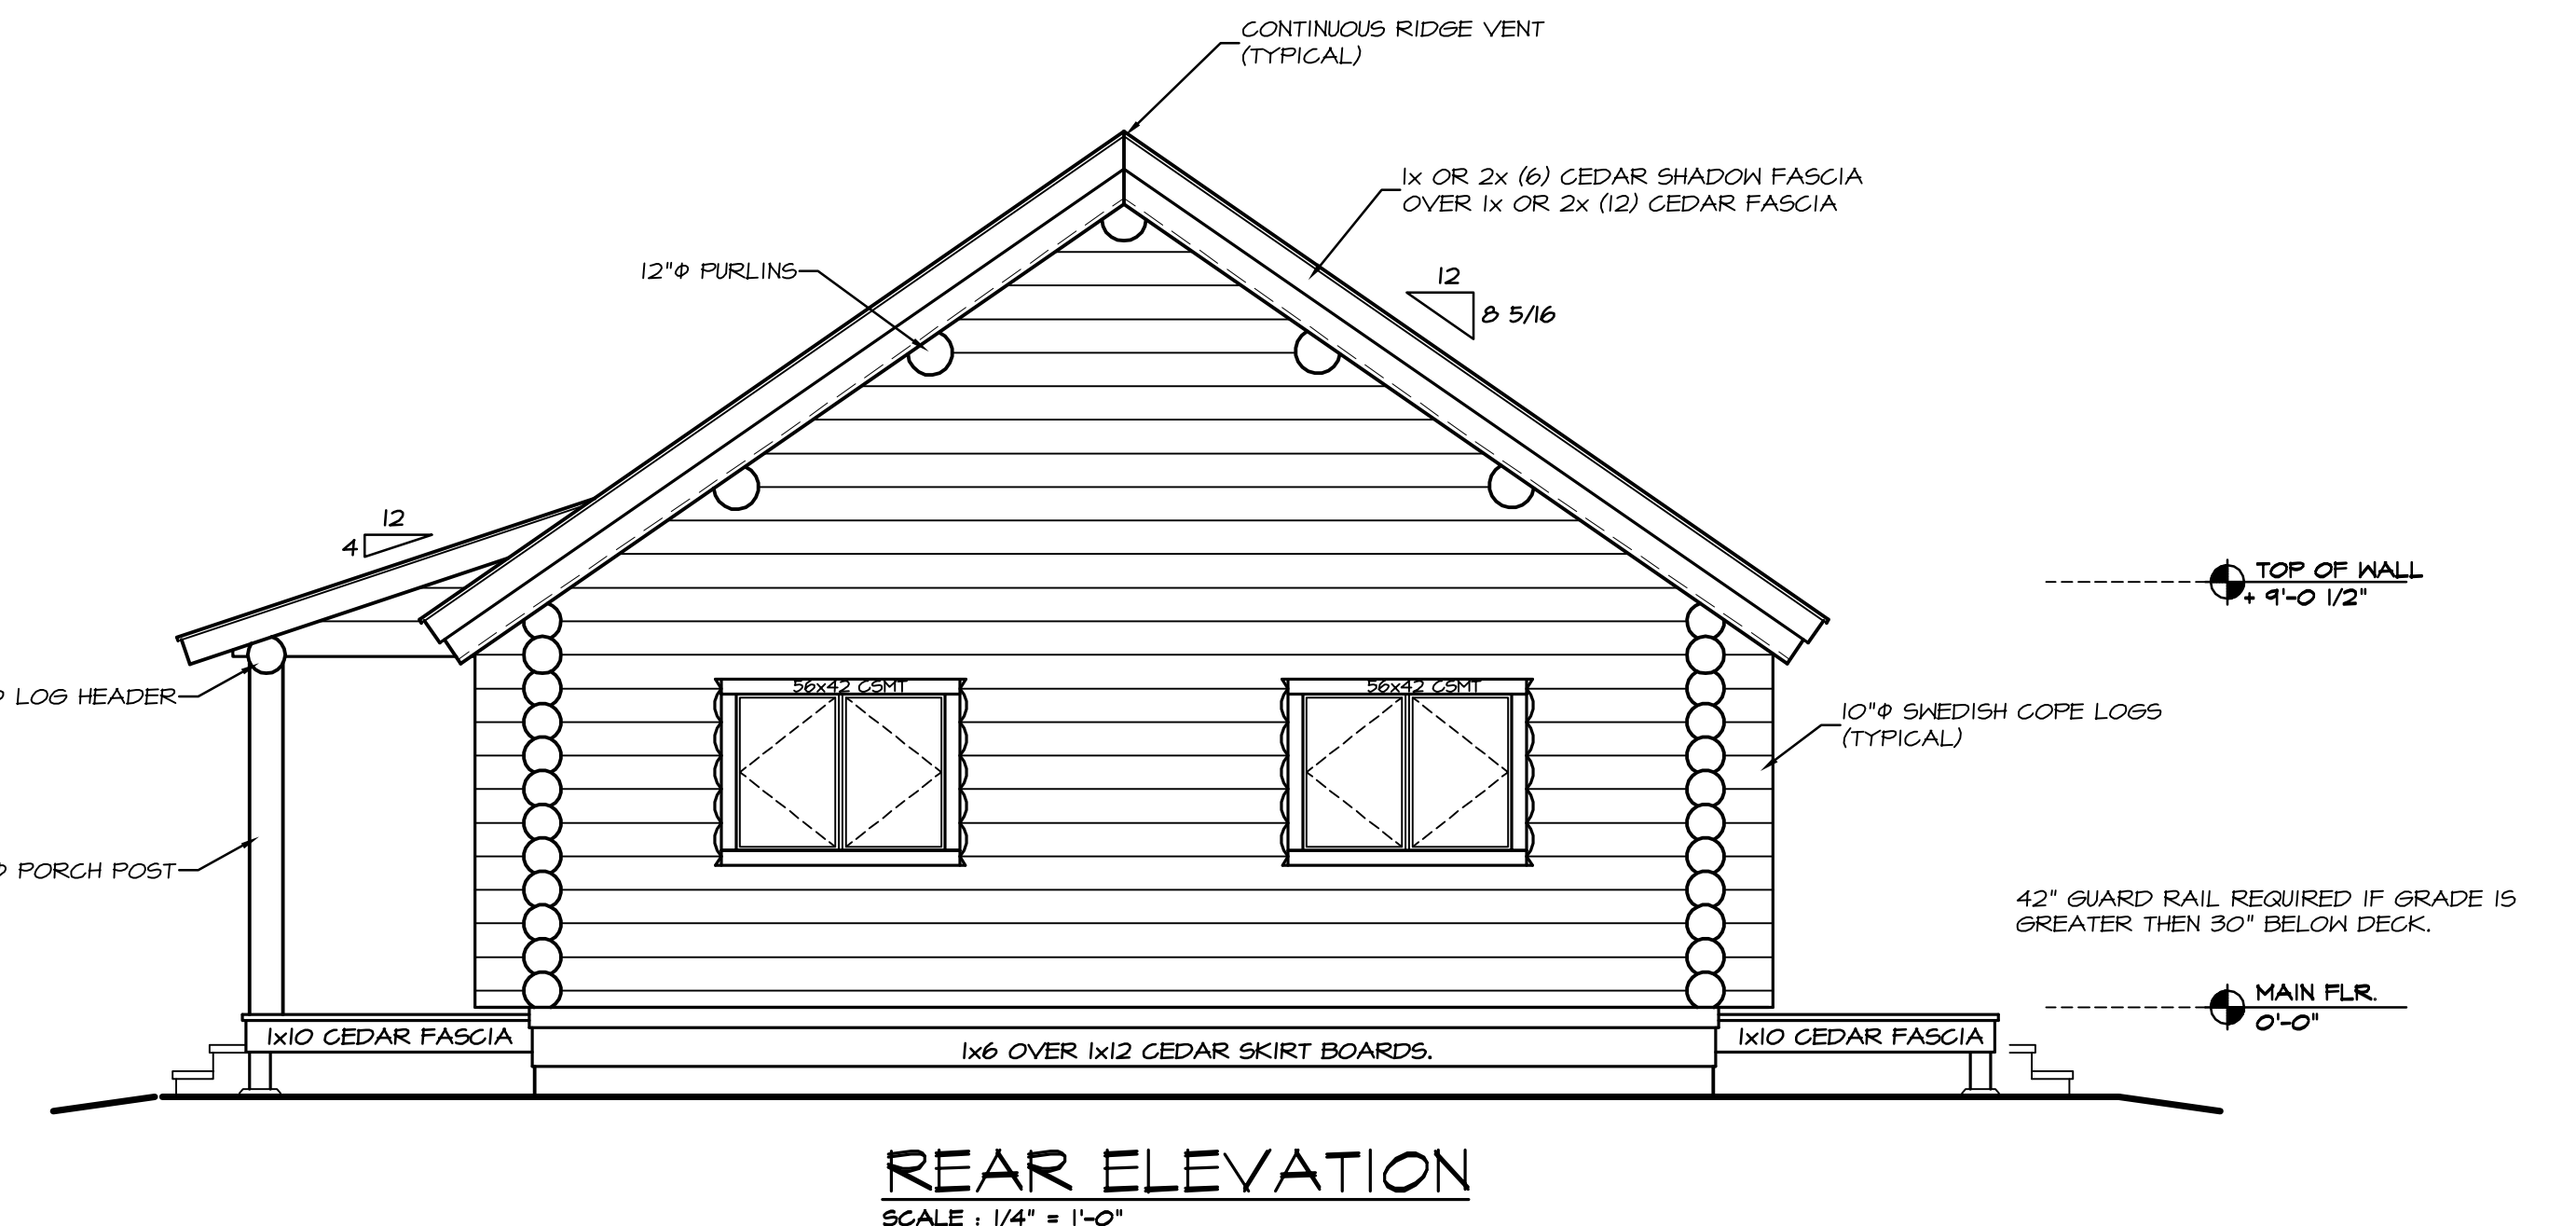 CONTINUOUS RIDGE VENT
(TYPICAL)
1x OR 2x (6) CEDAR SHADOW FASCIA
OVER 1x OR 2x (12) CEDAR FASCIA
12"Φ PURLINS
12
8 5/16
12
4
TOP OF WALL
+ 9'-0 1/2"
LOG HEADER
56x42 CSMT
56x42 CSMT
10"Φ SWEDISH COPE LOGS
(TYPICAL)
PORCH POST
42" GUARD RAIL REQUIRED IF GRADE IS
GREATER THEN 30" BELOW DECK.
MAIN FLR.
0'-0"
1x10 CEDAR FASCIA
1x6 OVER 1x12 CEDAR SKIRT BOARDS.
1x10 CEDAR FASCIA
REAR ELEVATION
SCALE : 1/4" = 1'-0"